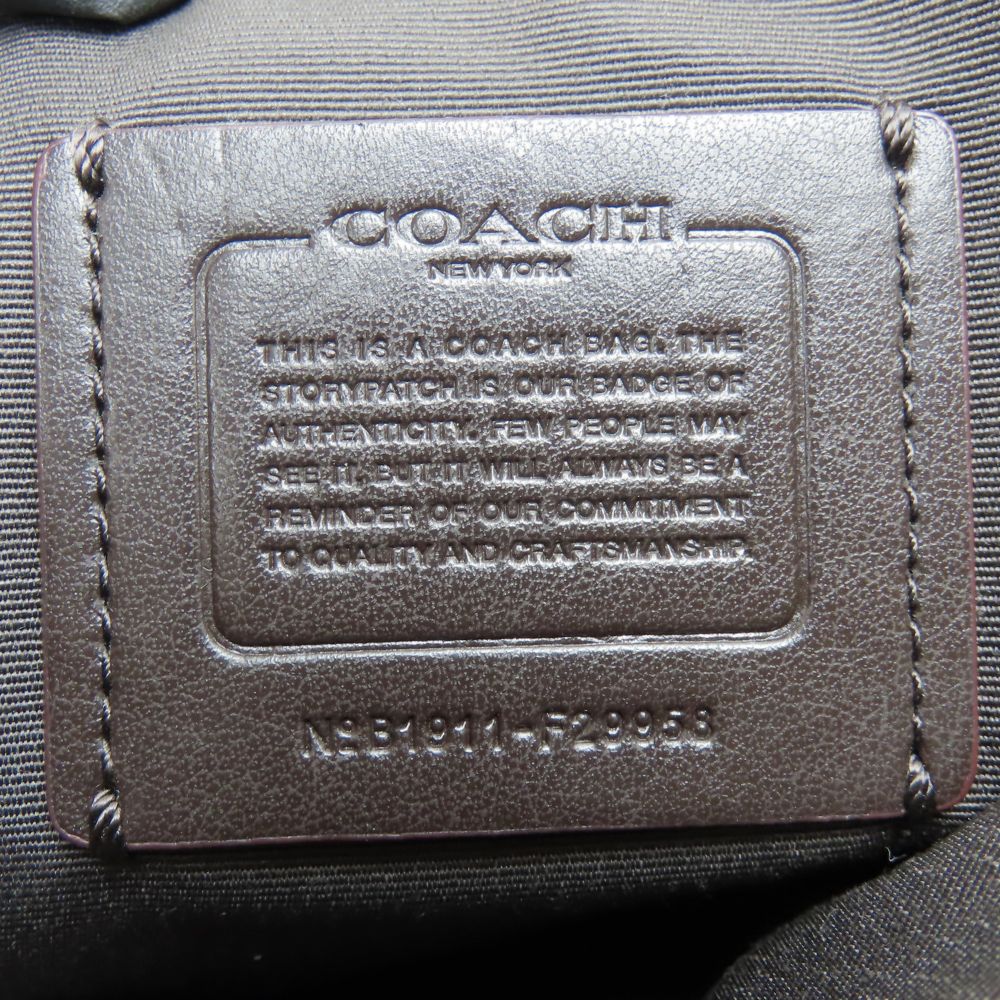 COACH
NEW YORK
THIS IS A COACH BAG. THE
STORYPATCH IS OUR BADGE OF
AUTHENTICITY. FEW PEOPLE MAY
SEE IT. BUT IT WILL ALWAYS BE A
REMINDER OF OUR COMMITMENT
TO QUALITY AND CRAFTSMANSHIP.
Nº B1911-F29958